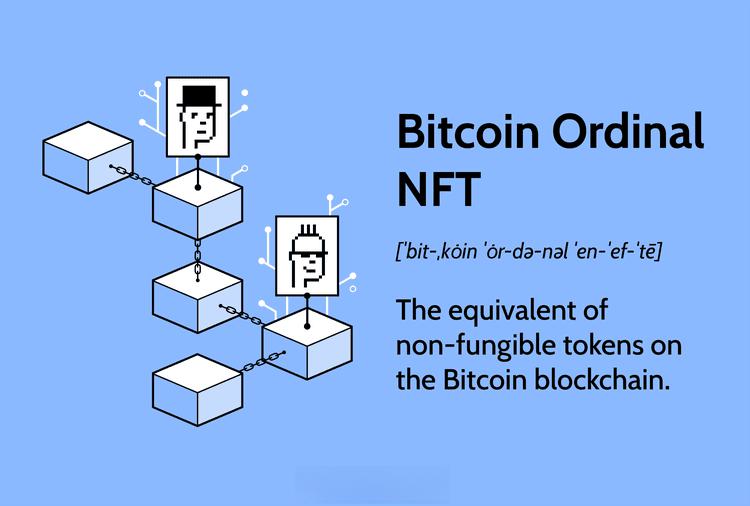 Bitcoin Ordinal
NFT
[ˈbit-ˌkȯin ˈȯr-də-nəl ˈen-ˈef-ˈtē]
The equivalent of
non-fungible tokens on
the Bitcoin blockchain.